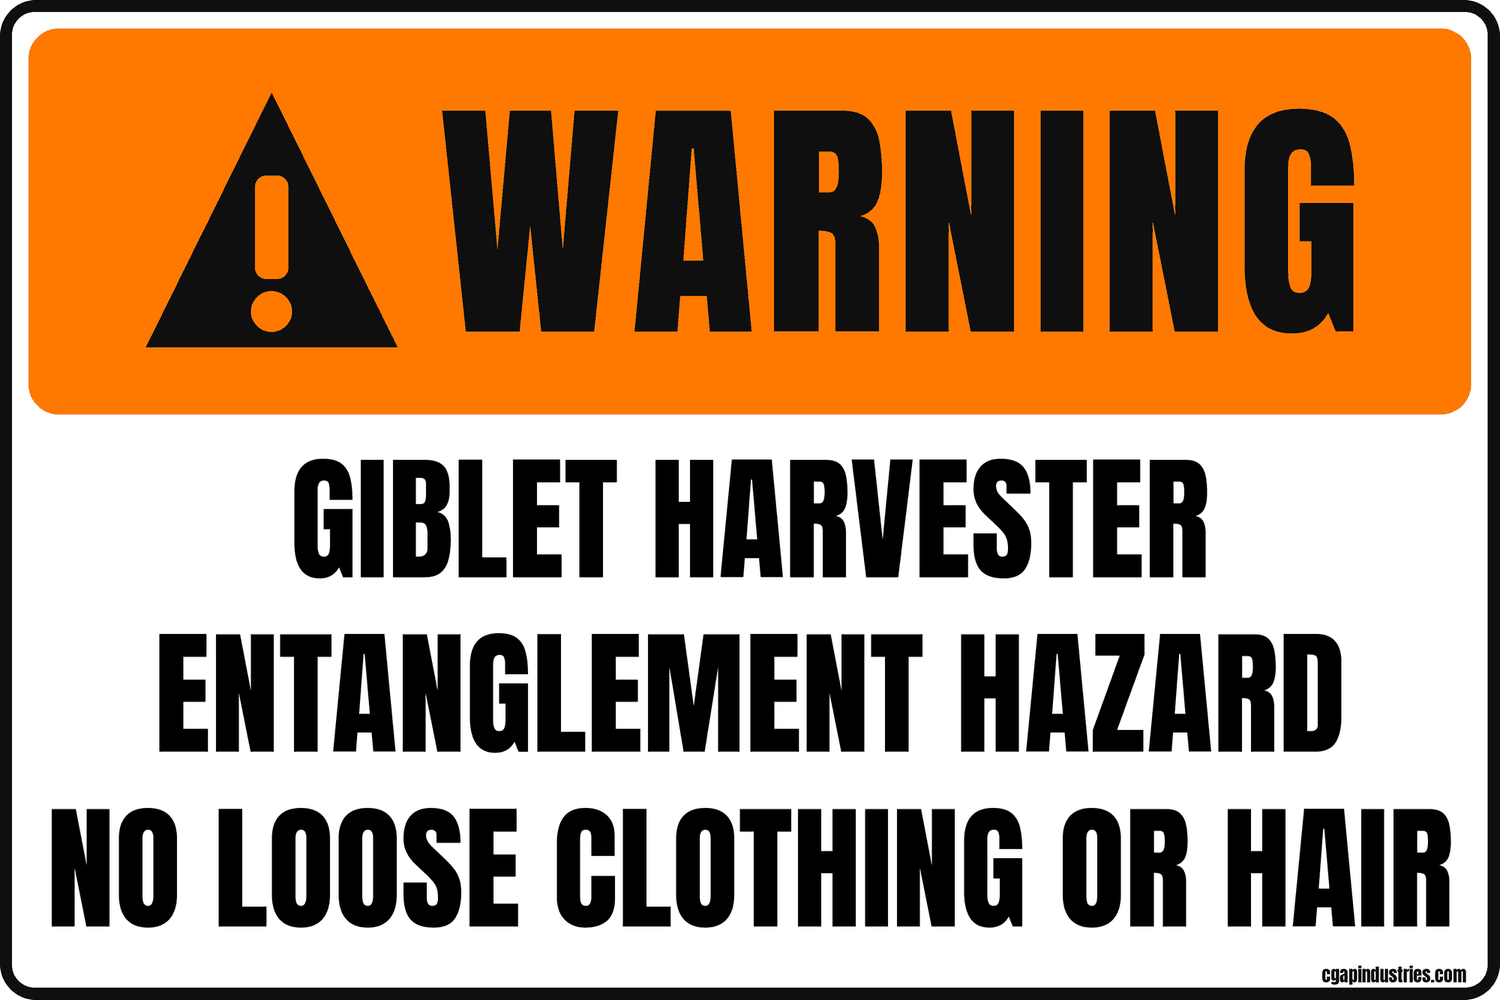 WARNING
GIBLET HARVESTER
ENTANGLEMENT HAZARD
NO LOOSE CLOTHING OR HAIR
cgapindustries.com